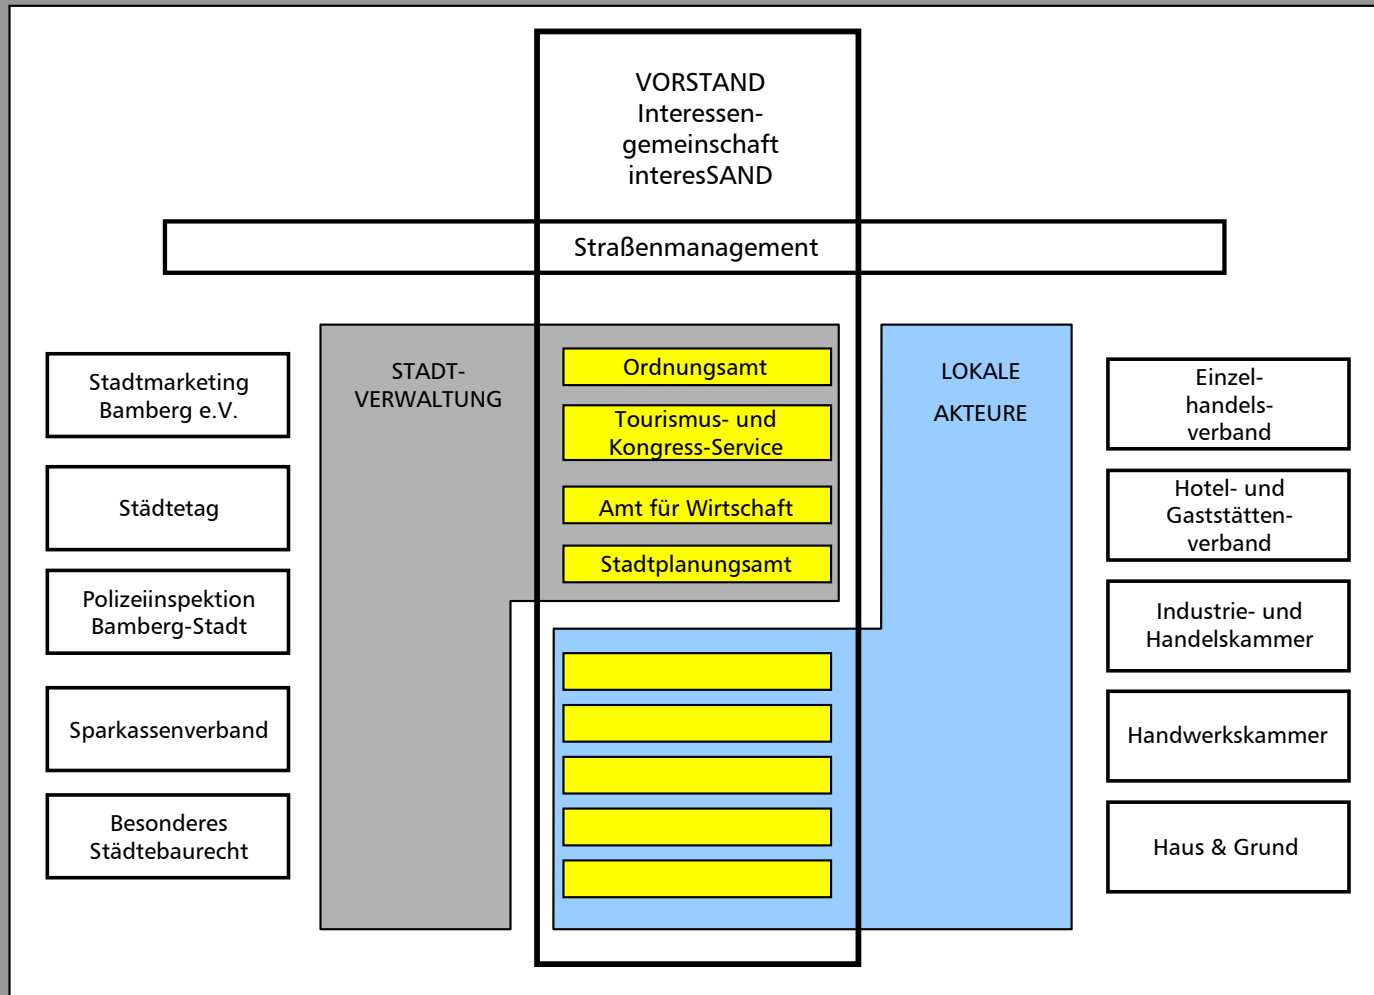 VORSTAND
Interessen-
gemeinschaft
interesSAND
Straßenmanagement
Stadtmarketing
Bamberg e.V.
Städtetag
Polizeiinspektion
Bamberg-Stadt
Sparkassenverband
Besonderes
Städtebaurecht
STADT-
VERWALTUNG
Ordnungsamt
Tourismus- und
Kongress-Service
Amt für Wirtschaft
Stadtplanungsamt
LOKALE
AKTEURE
Einzel-
handels-
verband
Hotel- und
Gaststätten-
verband
Industrie- und
Handelskammer
Handwerkskammer
Haus & Grund